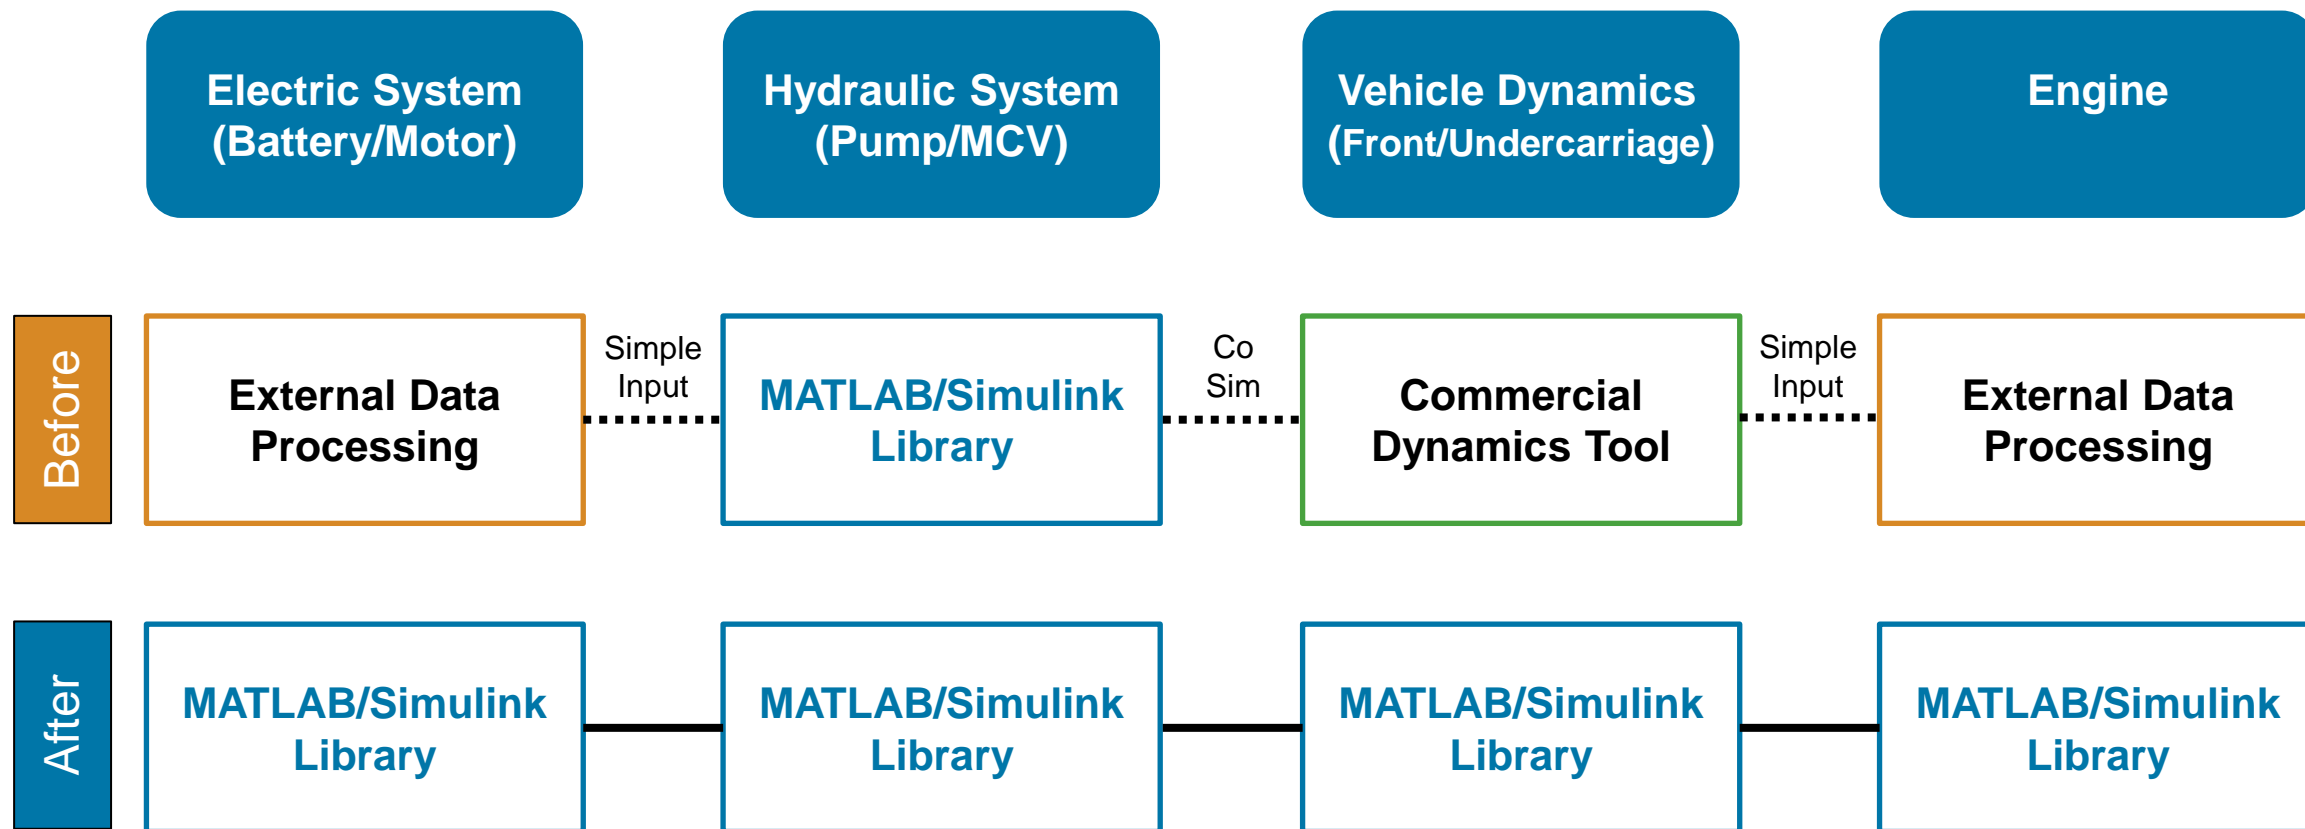 Electric System
(Battery/Motor)
Hydraulic System
(Pump/MCV)
Vehicle Dynamics
(Front/Undercarriage)
Engine
Before
External Data
Processing
Simple
Input
MATLAB/Simulink
Library
Co
Sim
Commercial
Dynamics Tool
Simple
Input
External Data
Processing
After
MATLAB/Simulink
Library
MATLAB/Simulink
Library
MATLAB/Simulink
Library
MATLAB/Simulink
Library